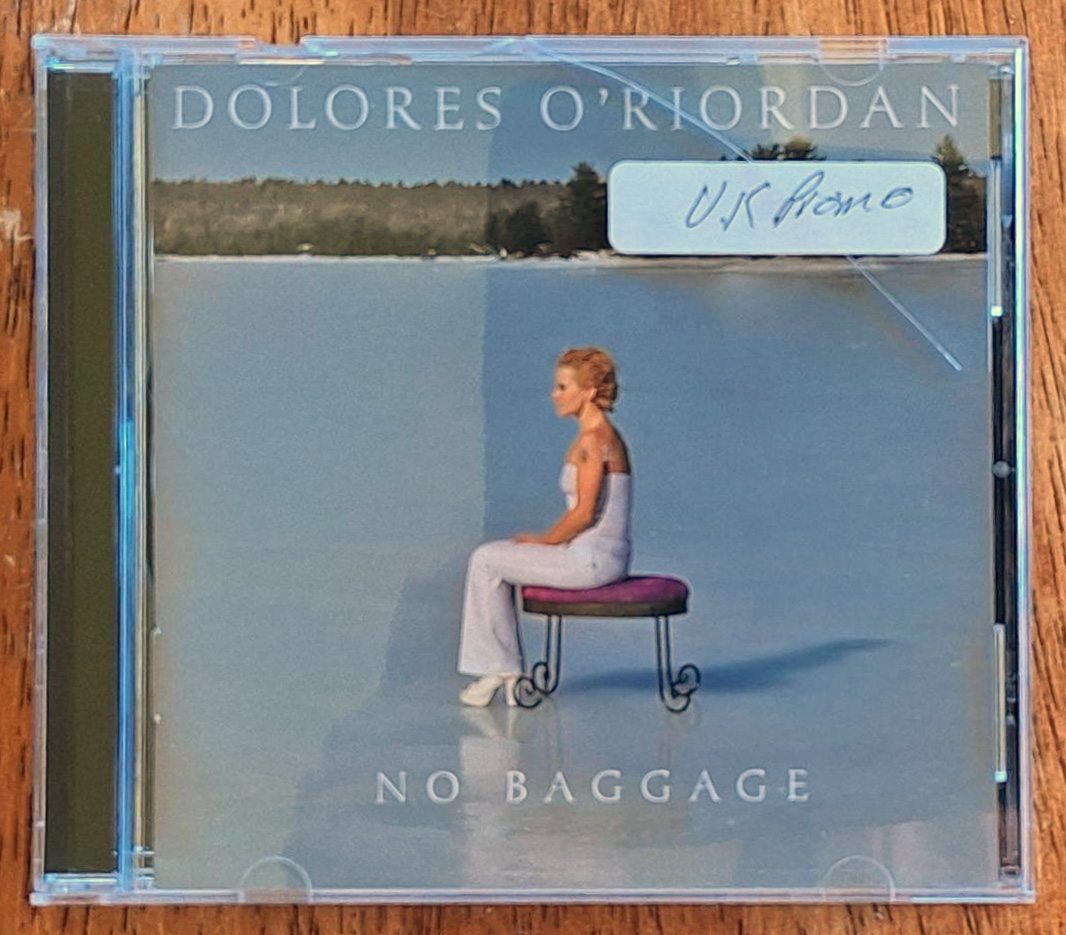 DOLORES O'RIORDAN
U.K Promo
NO BAGGAGE